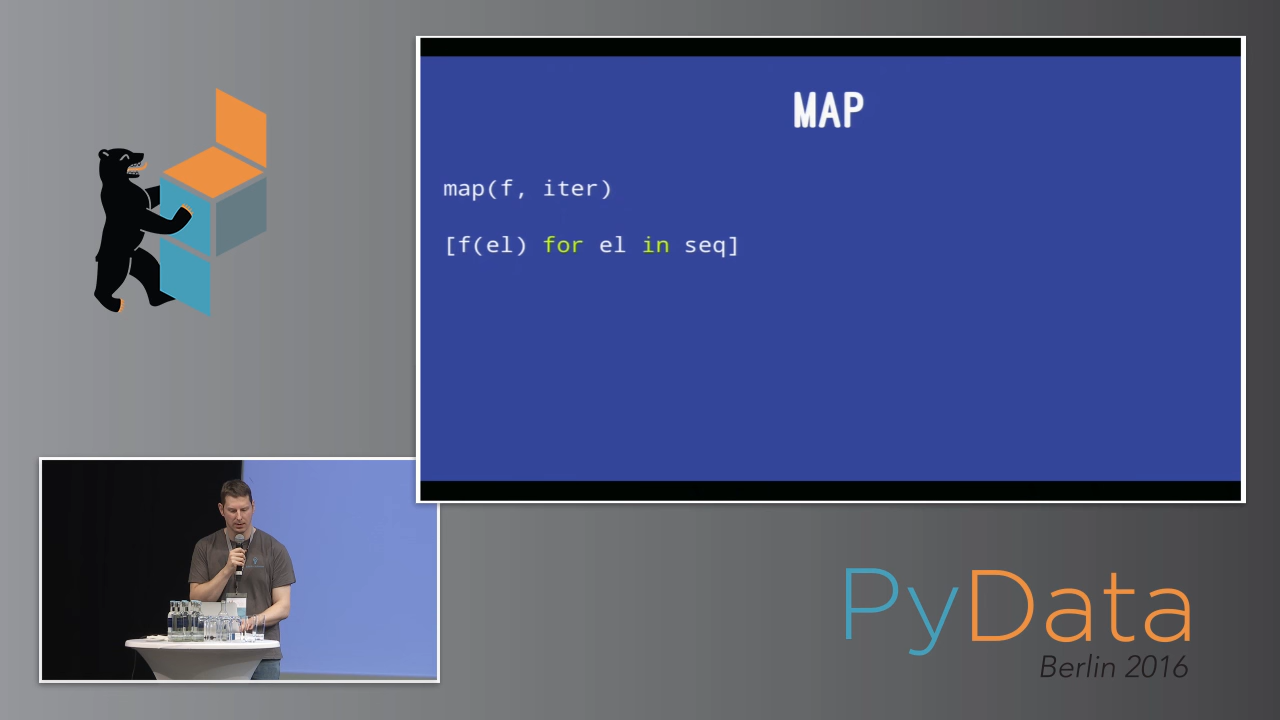 MAP
map(f, iter)
[f(el) for el in seq]
PyData
Berlin 2016